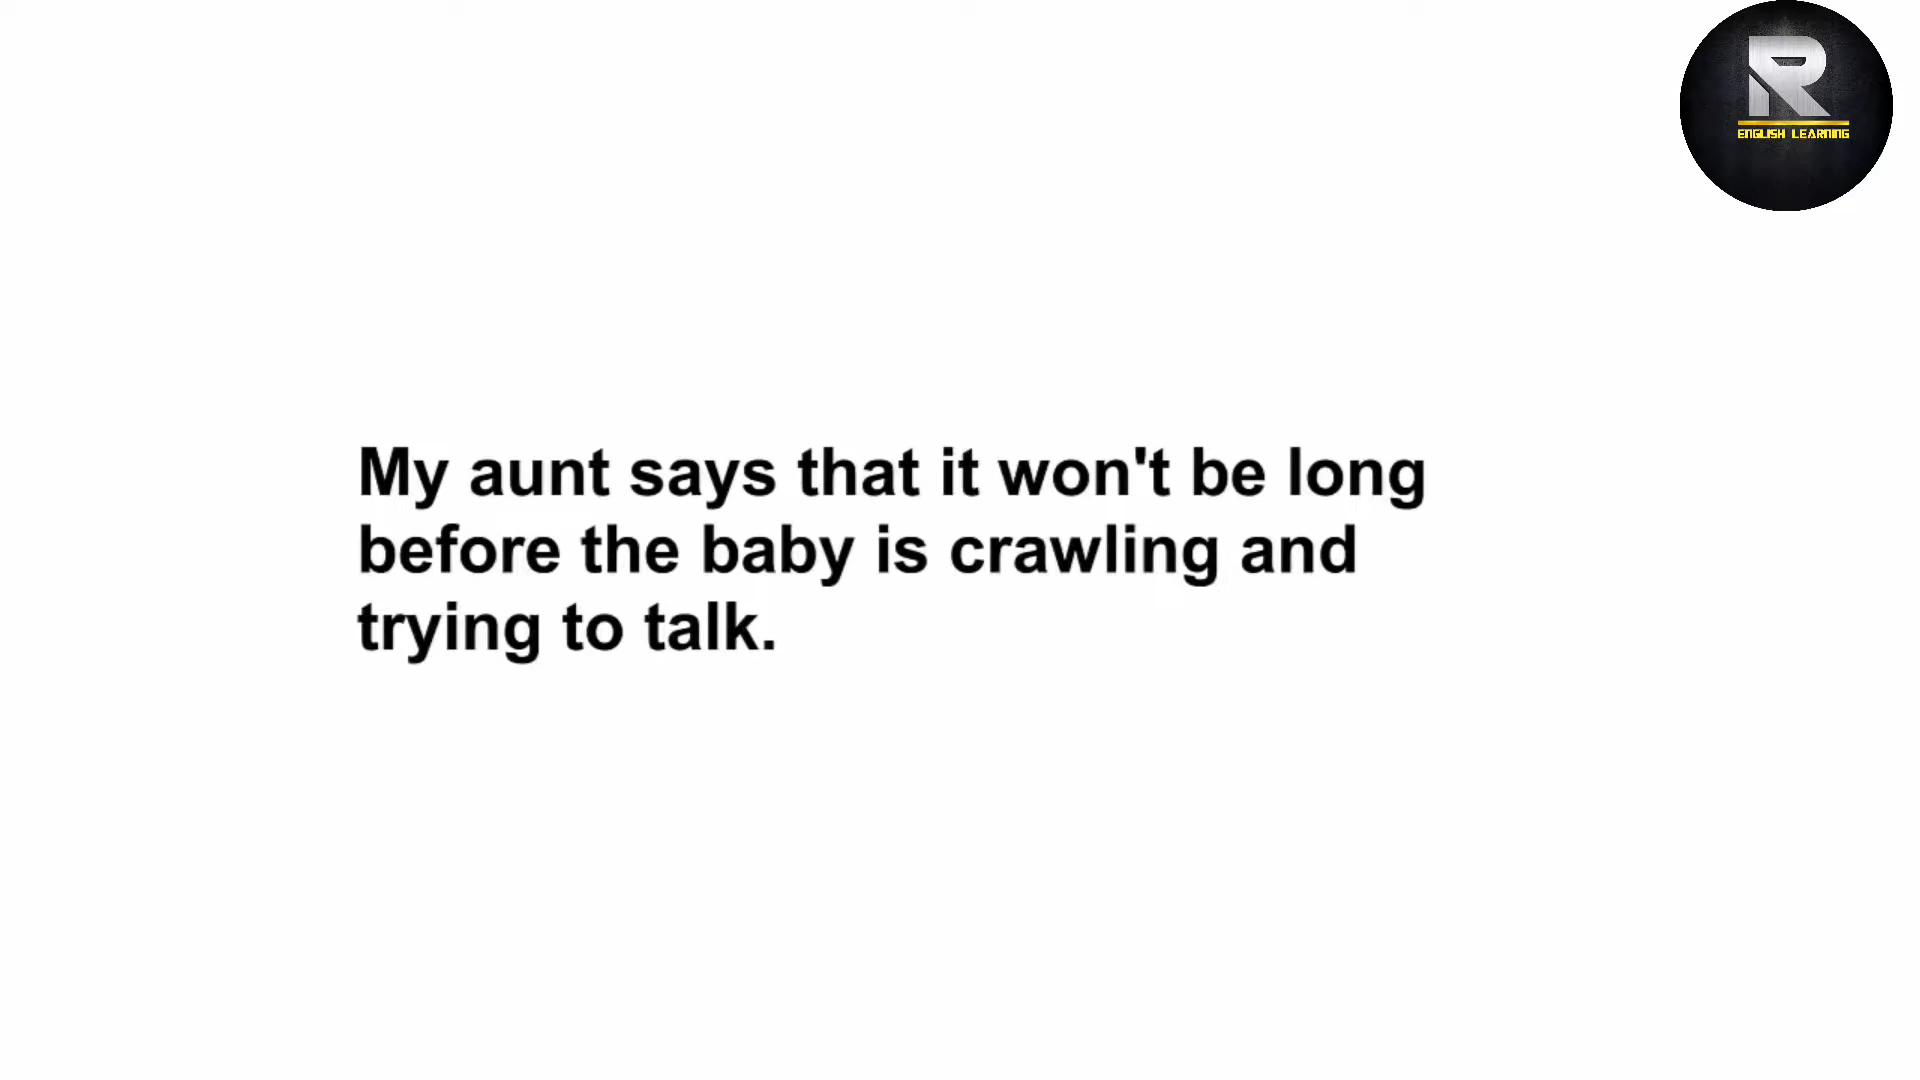 R
ENGLISH LEARNING
My aunt says that it won't be long
before the baby is crawling and
trying to talk.